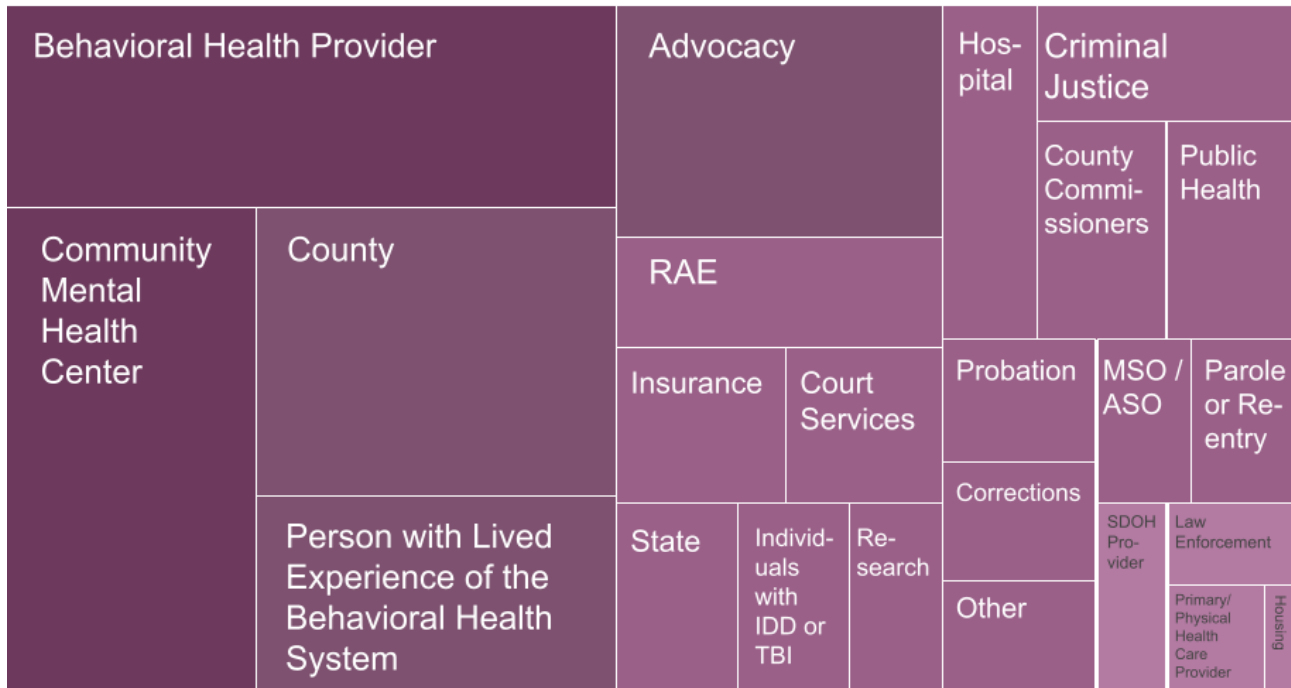 Behavioral Health Provider
Community
Mental
Health
Center
County
Person with Lived
Experience of the
Behavioral Health
System
Advocacy
RAE
Insurance
Court
Services
State
Individ-
uals
with
IDD or
TBI
Re-
search
Hos-
pital
Criminal
Justice
County
Commi-
ssioners
Public
Health
Probation
MSO /
ASO
Parole
or Re-
entry
Corrections
Other
SDOH
Pro-
vider
Law
Enforcement
Primary/
Physical
Health
Care
Provider
Housing